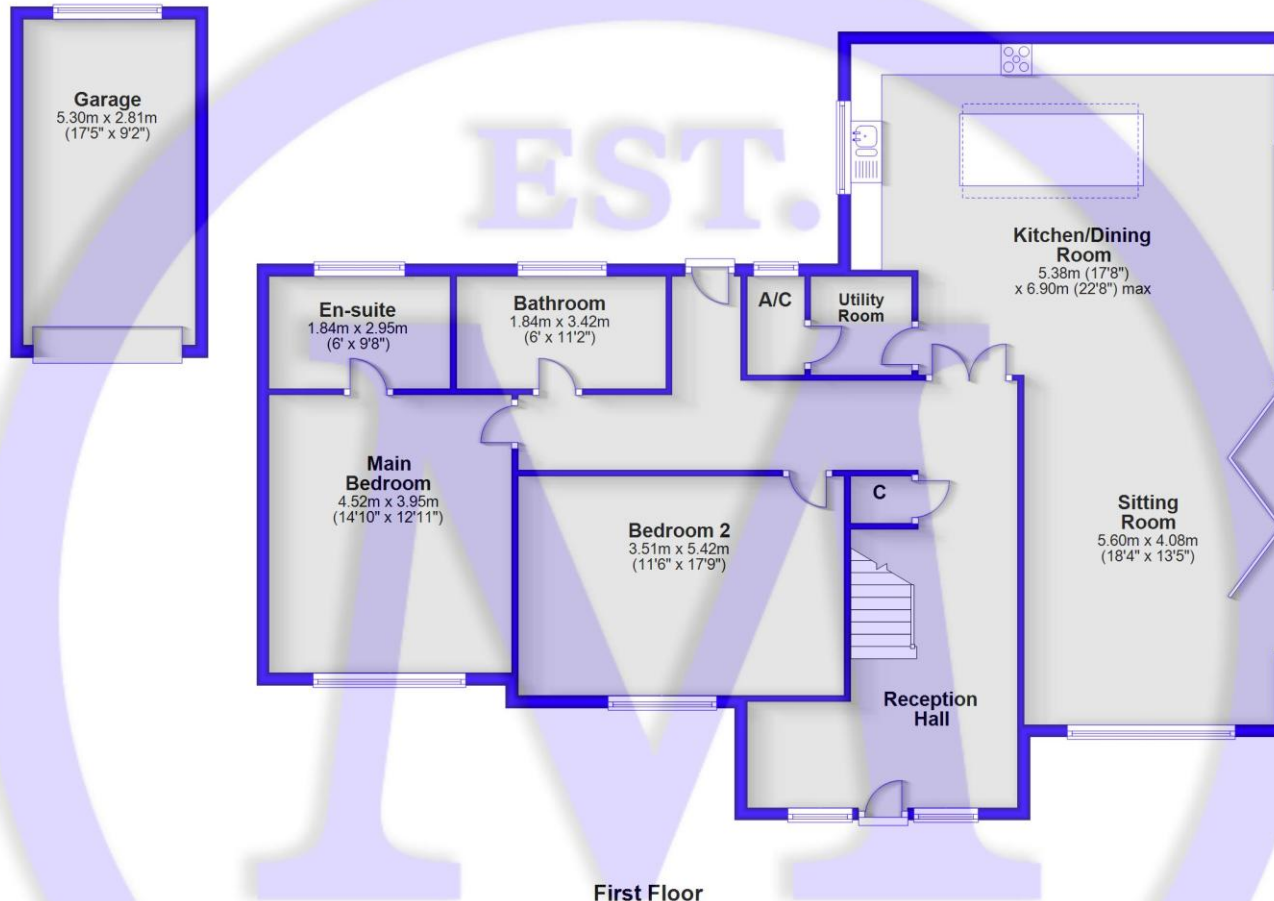 EST.
Garage
5.30m x 2.81m
(17'5" x 9'2")
Kitchen/Dining
Room
5.38m (17'8")
x 6.90m (22'8") max
En-suite
1.84m x 2.95m
(6' x 9'8")
Bathroom
1.84m x 3.42m
(6' x 11'2")
A/C
Utility
Room
Main
Bedroom
4.52m x 3.95m
(14'10" x 12'11")
Bedroom 2
3.51m x 5.42m
(11'6" x 17'9")
C
Sitting
Room
5.60m x 4.08m
(18'4" x 13'5")
Reception
Hall
M
First Floor